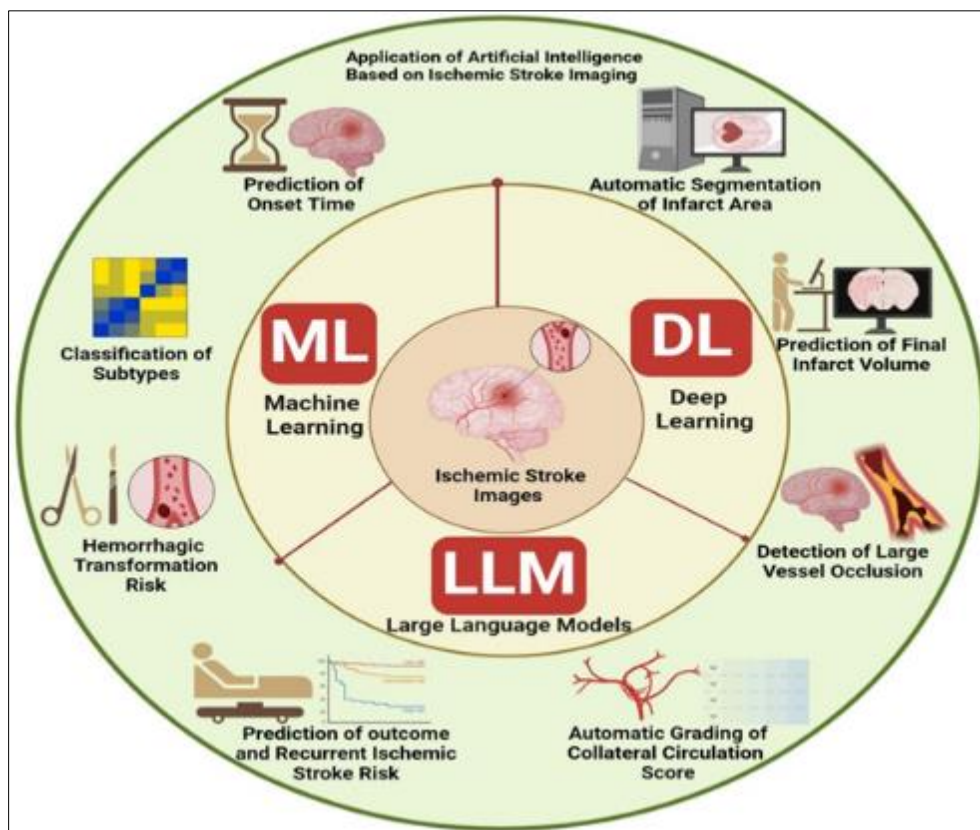 Application of Artificial Intelligence
Based on Ischemic Stroke Imaging
Prediction of
Onset Time
Automatic Segmentation
of Infarct Area
Classification of
Subtypes
ML
Machine
Learning
DL
Deep
Learning
Prediction of Final
Infarct Volume
Ischemic Stroke
Images
Hemorrhagic
Transformation
Risk
Detection of Large
Vessel Occlusion
LLM
Large Language Models
Prediction of outcome
and Recurrent Ischemic
Stroke Risk
Automatic Grading of
Collateral Circulation
Score